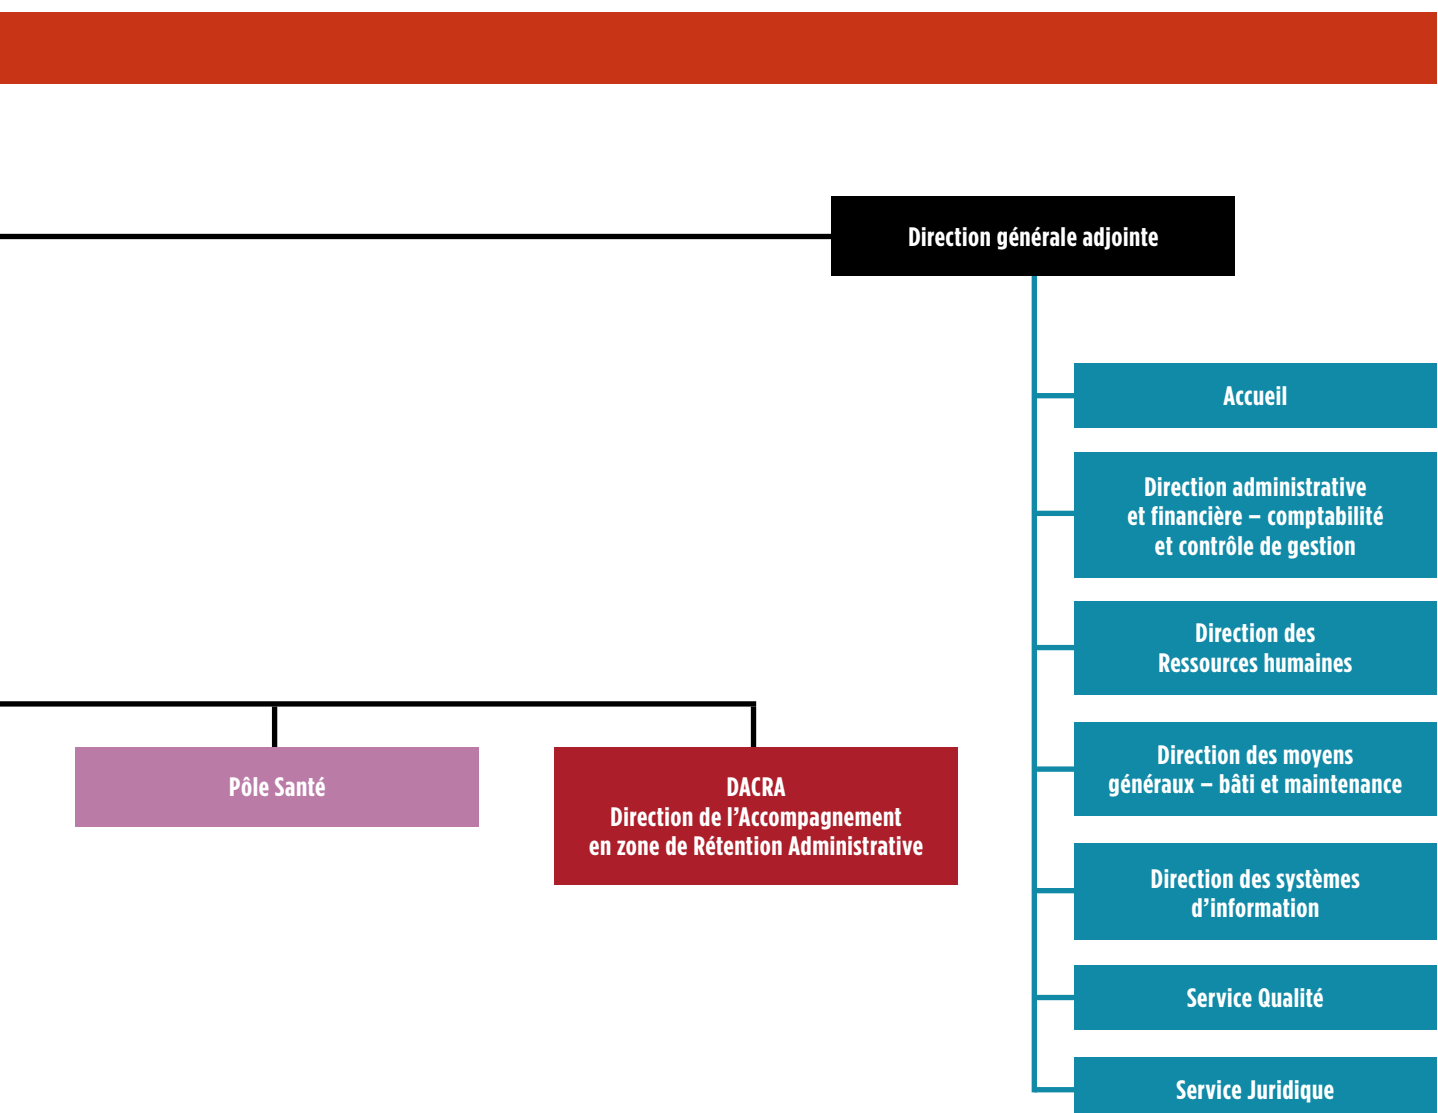 Direction générale adjointe
Accueil
Direction administrative
et financière – comptabilité
et contrôle de gestion
Direction des
Ressources humaines
Direction des moyens
généraux – bâti et maintenance
Direction des systèmes
d’information
Service Qualité
Service Juridique
Pôle Santé
DACRA
Direction de l’Accompagnement
en zone de Rétention Administrative